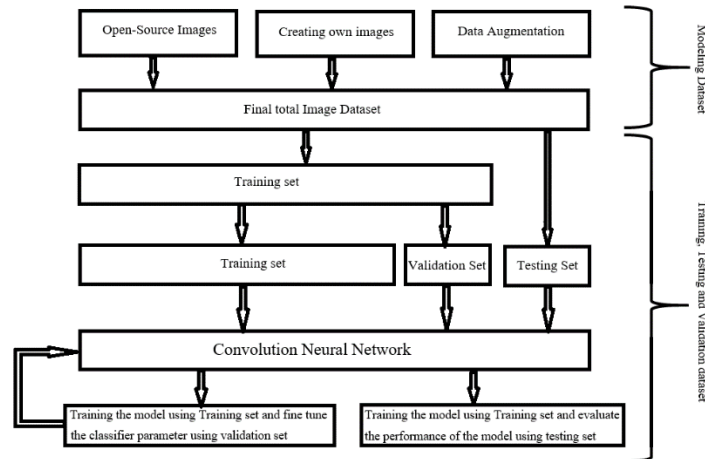 Open-Source Images
Creating own images
Data Augmentation
Modeling Dataset
Final total Image Dataset
Training set
Training set
Validation Set
Testing Set
Training, Testing and Validation dataset
Convolution Neural Network
Training the model using Training set and fine tune
the classifier parameter using validation set
Training the model using Training set and evaluate
the performance of the model using testing set